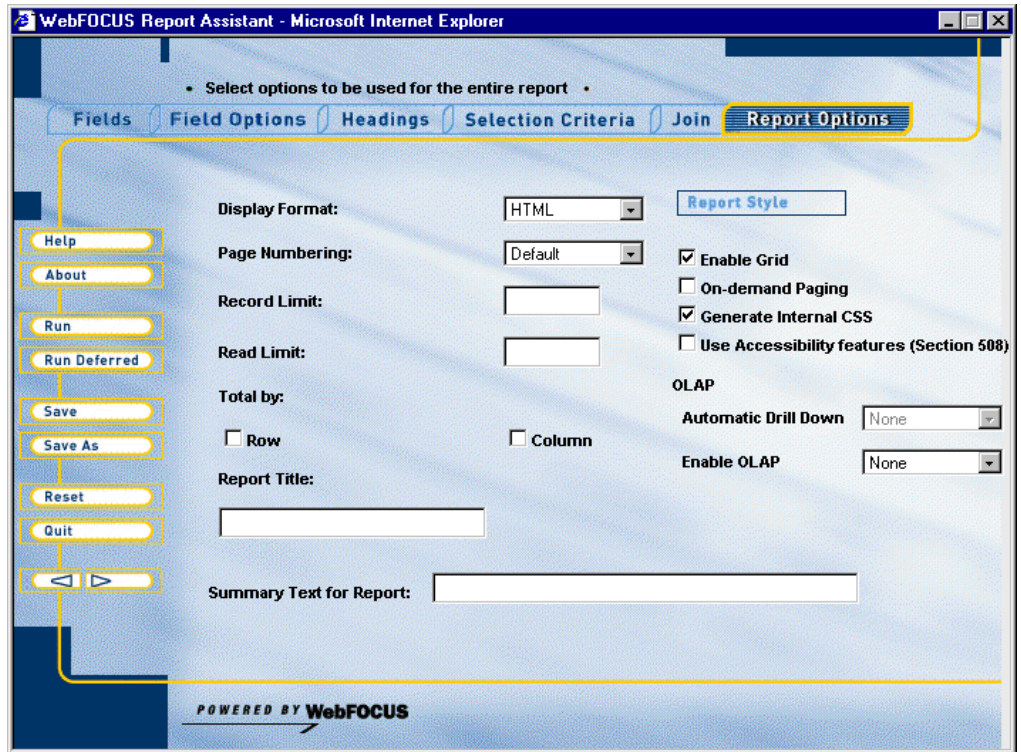 WebFOCUS Report Assistant - Microsoft Internet Explorer
• Select options to be used for the entire report •
Fields Field Options Headings Selection Criteria Join Report Options
Display Format: HTML Report Style
Help
Page Numbering: Default Enable Grid
About
On-demand Paging
Record Limit: Generate Internal CSS
Run
Read Limit: Use Accessibility features (Section 508)
Run Deferred
OLAP
Total by:
Save
Automatic Drill Down None
Row Column
Save As
Enable OLAP None
Report Title:
Reset
Quit
Summary Text for Report:
POWERED BY WebFOCUS